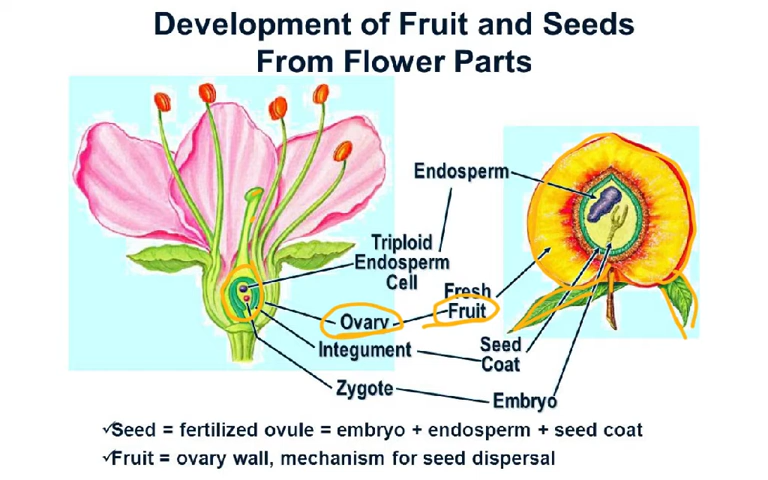 Development of Fruit and Seeds
From Flower Parts
Endosperm
Triploid
Endosperm
Cell
Fresh
Fruit
Ovary
Integument
Seed
Coat
Zygote
Embryo
✓Seed = fertilized ovule = embryo + endosperm + seed coat
✓Fruit = ovary wall, mechanism for seed dispersal